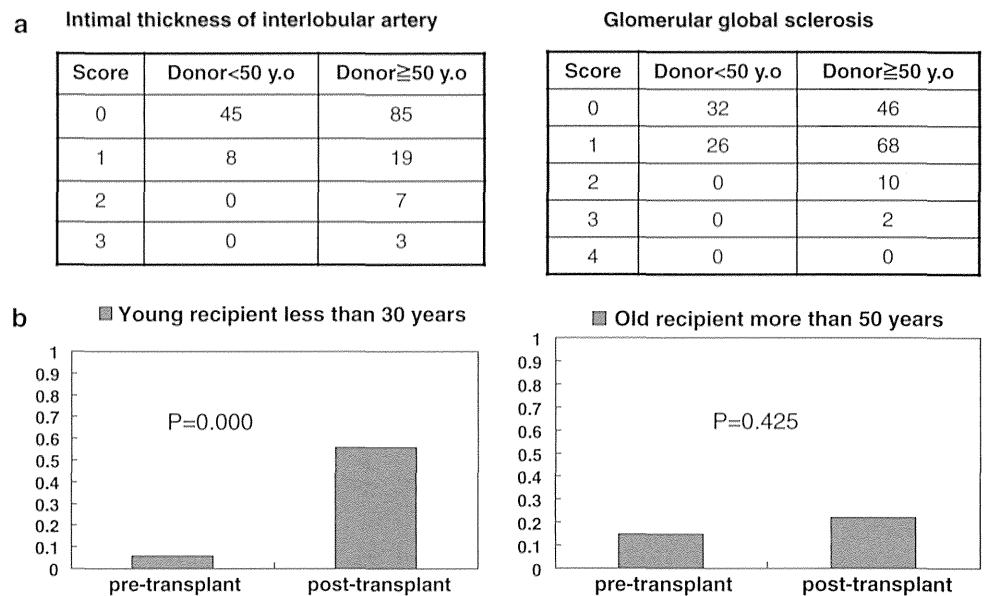 a
Intimal thickness of interlobular artery
Score Donor<50 y.o Donor≧50 y.o
0 45 85
1 8 19
2 0 7
3 0 3
Glomerular global sclerosis
Score Donor<50 y.o Donor≧50 y.o
0 32 46
1 26 68
2 0 10
3 0 2
4 0 0
b
Young recipient less than 30 years
1
0.9
0.8
0.7
0.6
0.5
0.4
0.3
0.2
0.1
0
P=0.000
pre-transplant post-transplant
Old recipient more than 50 years
1
0.9
0.8
0.7
0.6
0.5
0.4
0.3
0.2
0.1
0
P=0.425
pre-transplant post-transplant